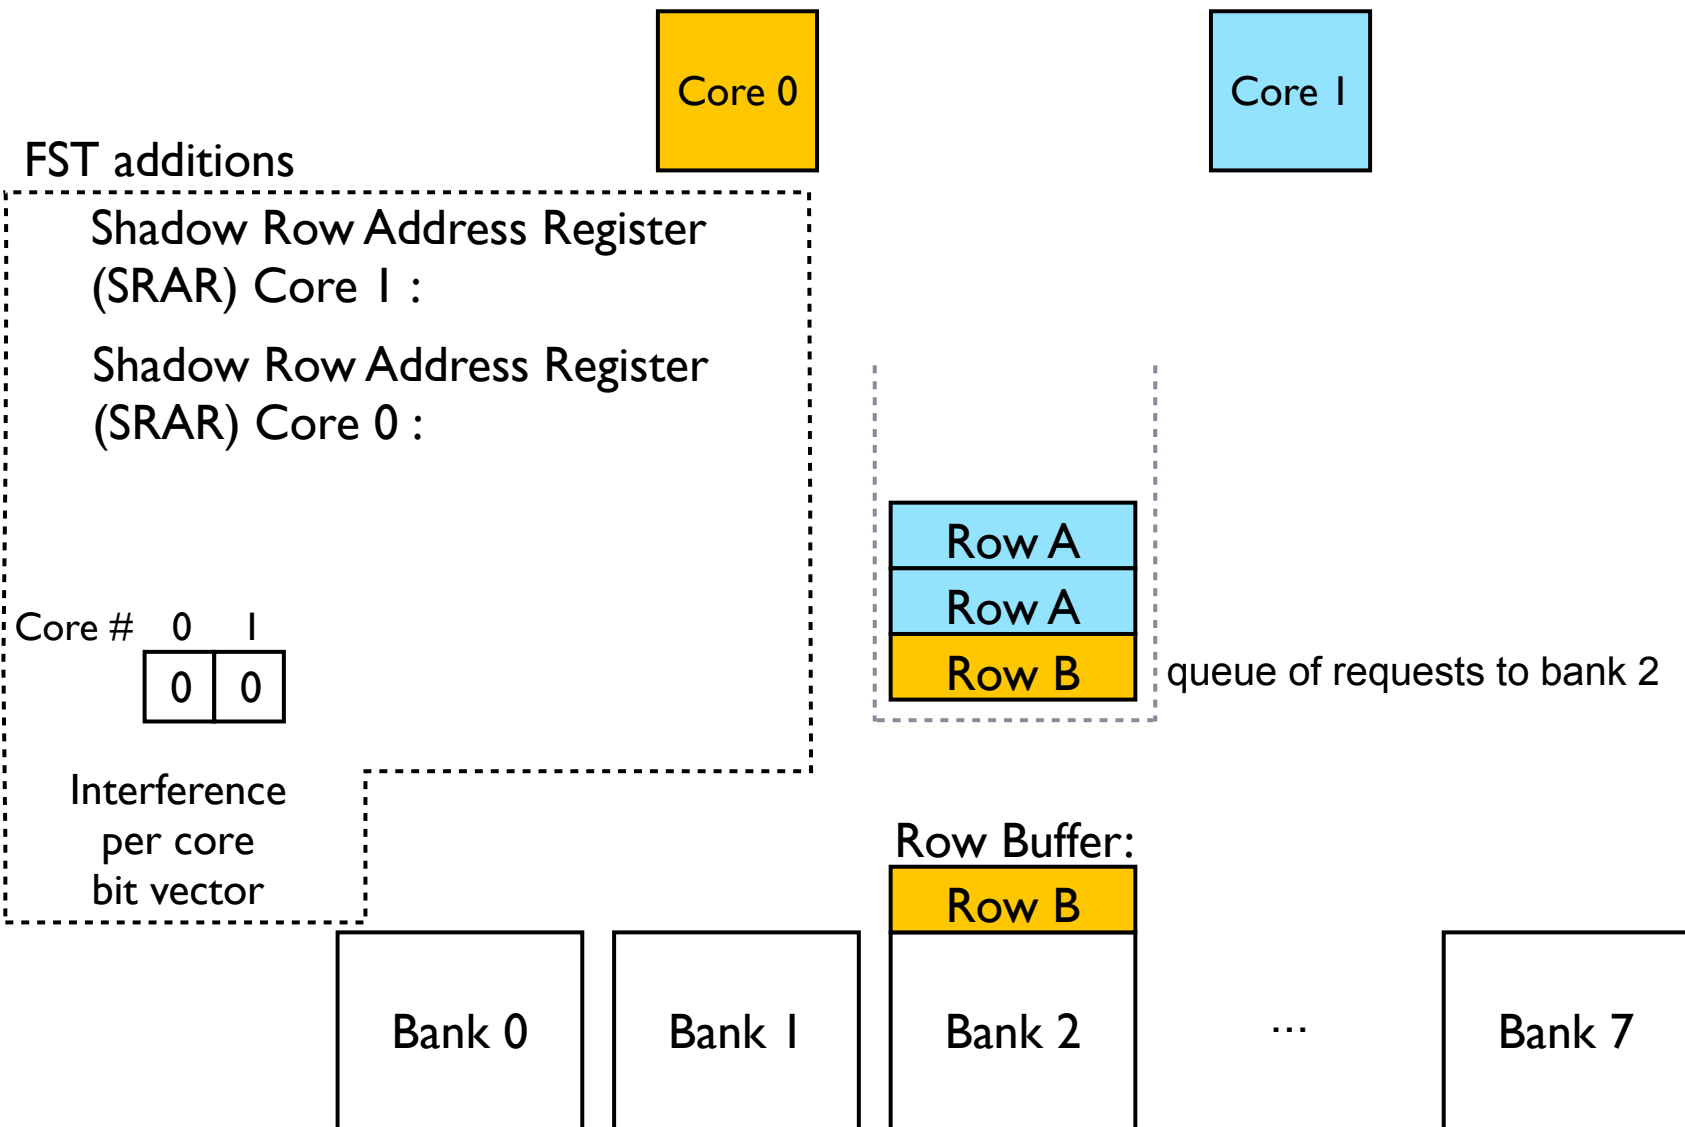 Core 0
Core 1
FST additions
Shadow Row Address Register
(SRAR) Core 1 :
Shadow Row Address Register
(SRAR) Core 0 :
Row A
Row A
Row B
queue of requests to bank 2
Core # 0 1
0 0
Interference
per core
bit vector
Row Buffer:
Row B
Bank 0
Bank 1
Bank 2
...
Bank 7